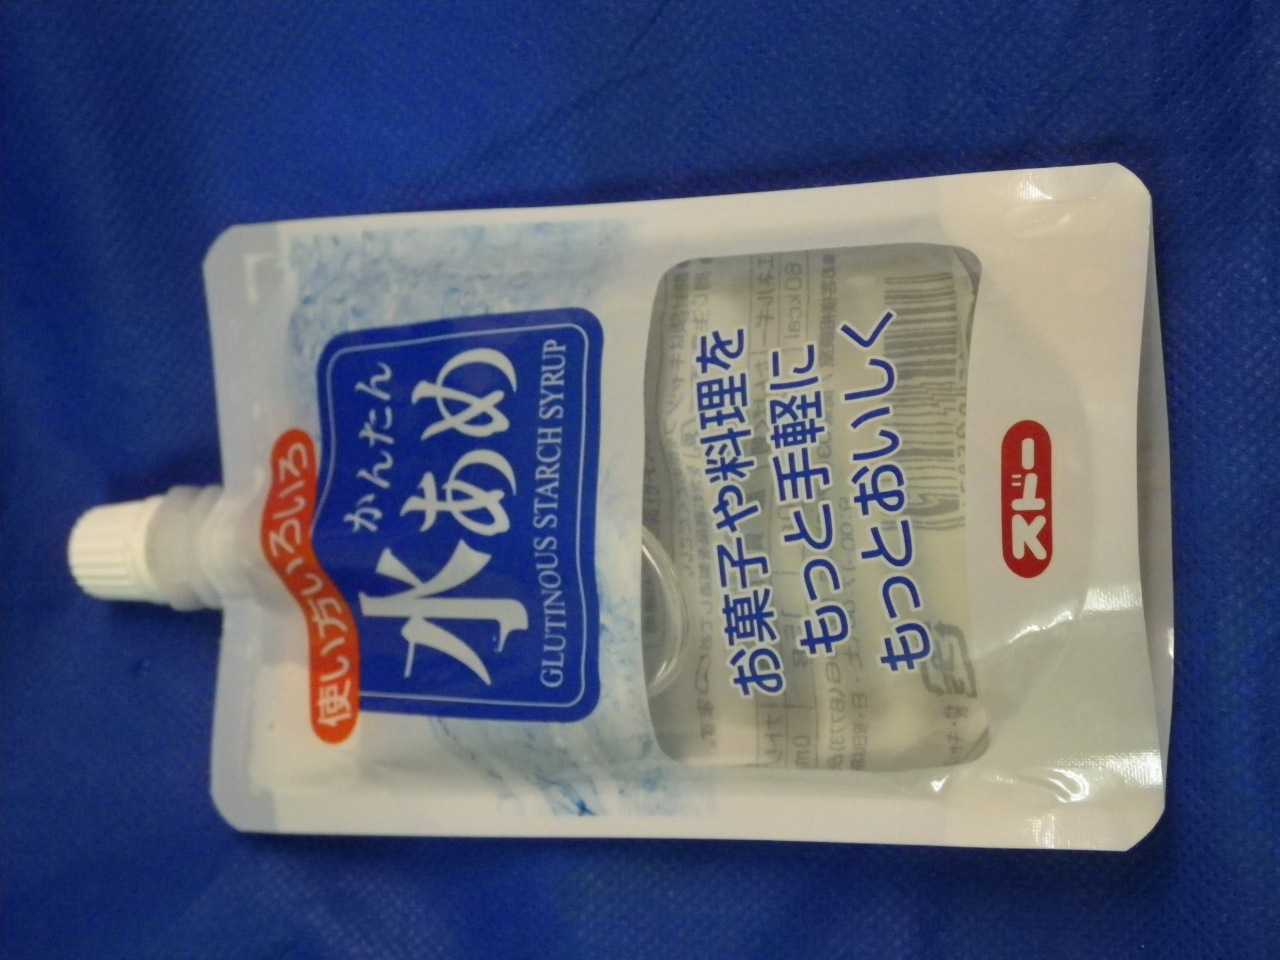 使い方いろいろ
かんたん
水あめ
GLUTINOUS STARCH SYRUP
お菓子や料理を
もっと手軽に
もっとおいしく
スドー